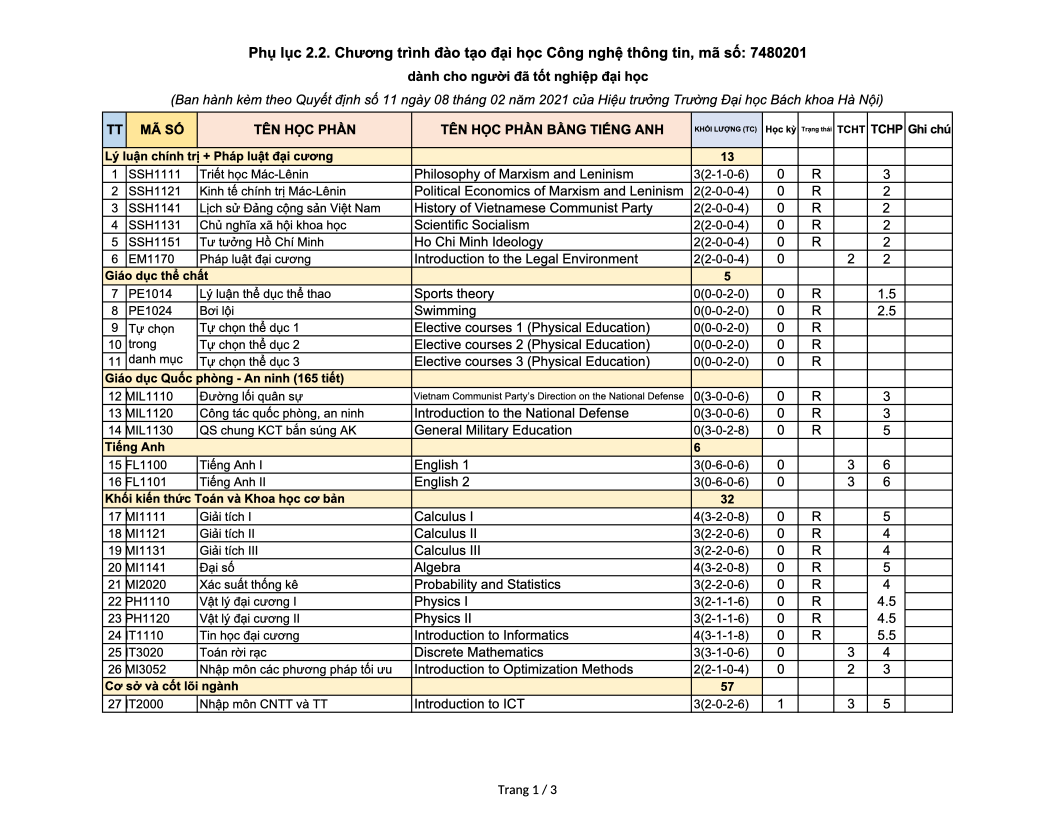 Phụ lục 2.2. Chương trình đào tạo đại học Công nghệ thông tin, mã số: 7480201
dành cho người đã tốt nghiệp đại học
(Ban hành kèm theo Quyết định số 11 ngày 08 tháng 02 năm 2021 của Hiệu trưởng Trường Đại học Bách khoa Hà Nội)
TT MÃ SỐ TÊN HỌC PHẦN TÊN HỌC PHẦN BẰNG TIẾNG ANH KHỐI LƯỢNG (TC) Học kỳ Trạng thái TCHT TCHP Ghi chú
Lý luận chính trị + Pháp luật đại cương 13
1 SSH1111 Triết học Mác-Lênin Philosophy of Marxism and Leninism 3(2-1-0-6) 0 R 3
2 SSH1121 Kinh tế chính trị Mác-Lênin Political Economics of Marxism and Leninism 2(2-0-0-4) 0 R 2
3 SSH1141 Lịch sử Đảng cộng sản Việt Nam History of Vietnamese Communist Party 2(2-0-0-4) 0 R 2
4 SSH1131 Chủ nghĩa xã hội khoa học Scientific Socialism 2(2-0-0-4) 0 R 2
5 SSH1151 Tư tưởng Hồ Chí Minh Ho Chi Minh Ideology 2(2-0-0-4) 0 R 2
6 EM1170 Pháp luật đại cương Introduction to the Legal Environment 2(2-0-0-4) 0 2 2
Giáo dục thể chất 5
7 PE1014 Lý luận thể dục thể thao Sports theory 0(0-0-2-0) 0 R 1.5
8 PE1024 Bơi lội Swimming 0(0-0-2-0) 0 R 2.5
9 Tự chọn Tự chọn thể dục 1 Elective courses 1 (Physical Education) 0(0-0-2-0) 0 R
10 trong Tự chọn thể dục 2 Elective courses 2 (Physical Education) 0(0-0-2-0) 0 R
11 danh mục Tự chọn thể dục 3 Elective courses 3 (Physical Education) 0(0-0-2-0) 0 R
Giáo dục Quốc phòng - An ninh (165 tiết)
12 MIL1110 Đường lối quân sự Vietnam Communist Party's Direction on the National Defense 0(3-0-0-6) 0 R 3
13 MIL1120 Công tác quốc phòng, an ninh Introduction to the National Defense 0(3-0-0-6) 0 R 3
14 MIL1130 QS chung KCT bắn súng AK General Military Education 0(3-0-2-8) 0 R 5
Tiếng Anh 6
15 FL1100 Tiếng Anh I English 1 3(0-6-0-6) 0 3 6
16 FL1101 Tiếng Anh II English 2 3(0-6-0-6) 0 3 6
Khối kiến thức Toán và Khoa học cơ bản 32
17 MI1111 Giải tích I Calculus I 4(3-2-0-8) 0 R 5
18 MI1121 Giải tích II Calculus II 3(2-2-0-6) 0 R 4
19 MI1131 Giải tích III Calculus III 3(2-2-0-6) 0 R 4
20 MI1141 Đại số Algebra 4(3-2-0-8) 0 R 5
21 MI2020 Xác suất thống kê Probability and Statistics 3(2-2-0-6) 0 R 4
22 PH1110 Vật lý đại cương I Physics I 3(2-1-1-6) 0 R 4.5
23 PH1120 Vật lý đại cương II Physics II 3(2-1-1-6) 0 R 4.5
24 IT1110 Tin học đại cương Introduction to Informatics 4(3-1-1-8) 0 R 5.5
25 IT3020 Toán rời rạc Discrete Mathematics 3(3-1-0-6) 0 3 4
26 MI3052 Nhập môn các phương pháp tối ưu Introduction to Optimization Methods 2(2-1-0-4) 0 2 3
Cơ sở và cốt lõi ngành 57
27 IT2000 Nhập môn CNTT và TT Introduction to ICT 3(2-0-2-6) 1 3 5
Trang 1 / 3